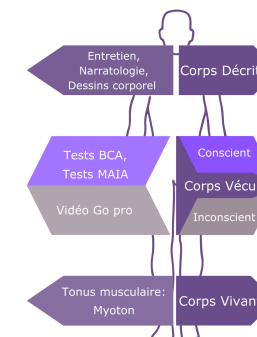 Entretien,
Narratologie,
Dessins corporel
Corps Décrit
Tests BCA,
Tests MAIA
Vidéo Go pro
Conscient
Corps Vécu
Inconscient
Tonus musculaire:
Myoton
Corps Vivan